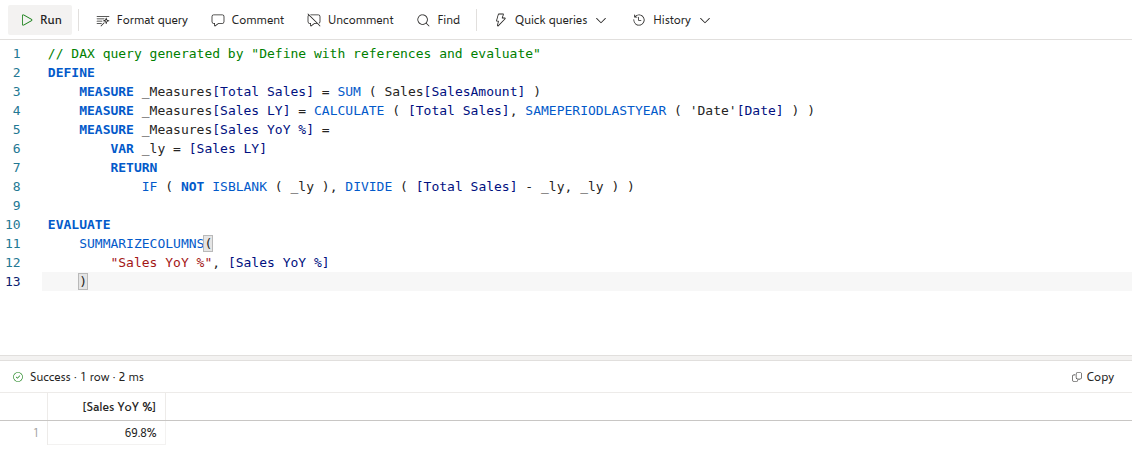 Run Format query Comment Uncomment Find Quick queries History
1 // DAX query generated by "Define with references and evaluate"
2 DEFINE
3     MEASURE _Measures[Total Sales] = SUM ( Sales[SalesAmount] )
4     MEASURE _Measures[Sales LY] = CALCULATE ( [Total Sales], SAMEPERIODLASTYEAR ( 'Date'[Date] ) )
5     MEASURE _Measures[Sales YoY %] =
6         VAR _ly = [Sales LY]
7         RETURN
8             IF ( NOT ISBLANK ( _ly ), DIVIDE ( [Total Sales] - _ly, _ly ) )
9
10 EVALUATE
11     SUMMARIZECOLUMNS(
12         "Sales YoY %", [Sales YoY %]
13     )
Success · 1 row · 2 ms Copy
[Sales YoY %]
1 69.8%